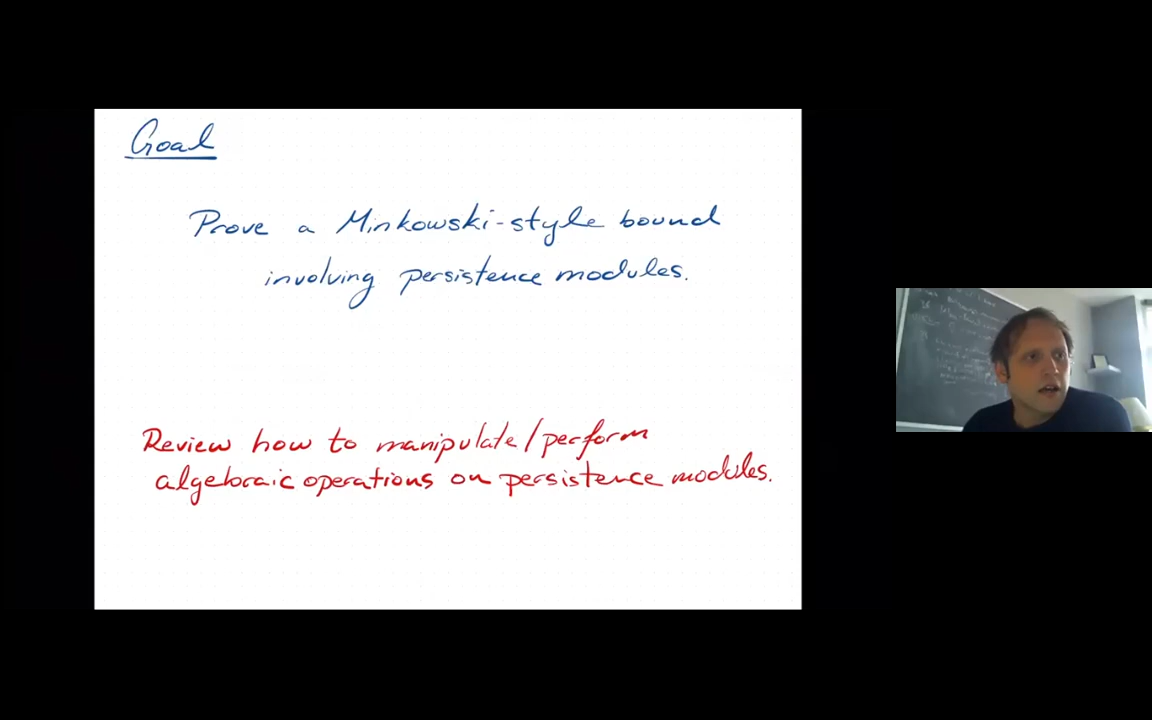 Goal
Prove a Minkowski-style bound
involving persistence modules.
Review how to manipulate/perform
algebraic operations on persistence modules.